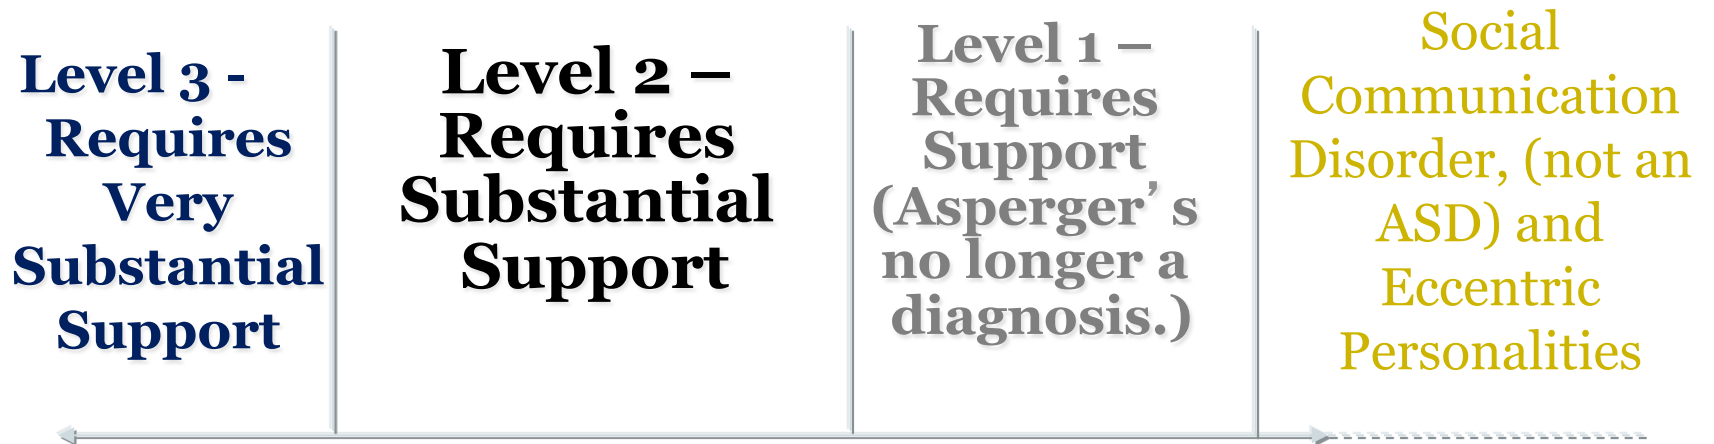 Level 3 -
Requires
Very
Substantial
Support
Level 2 –
Requires
Substantial
Support
Level 1 –
Requires
Support
(Asperger’s
no longer a
diagnosis.)
Social
Communication
Disorder, (not an
ASD) and
Eccentric
Personalities